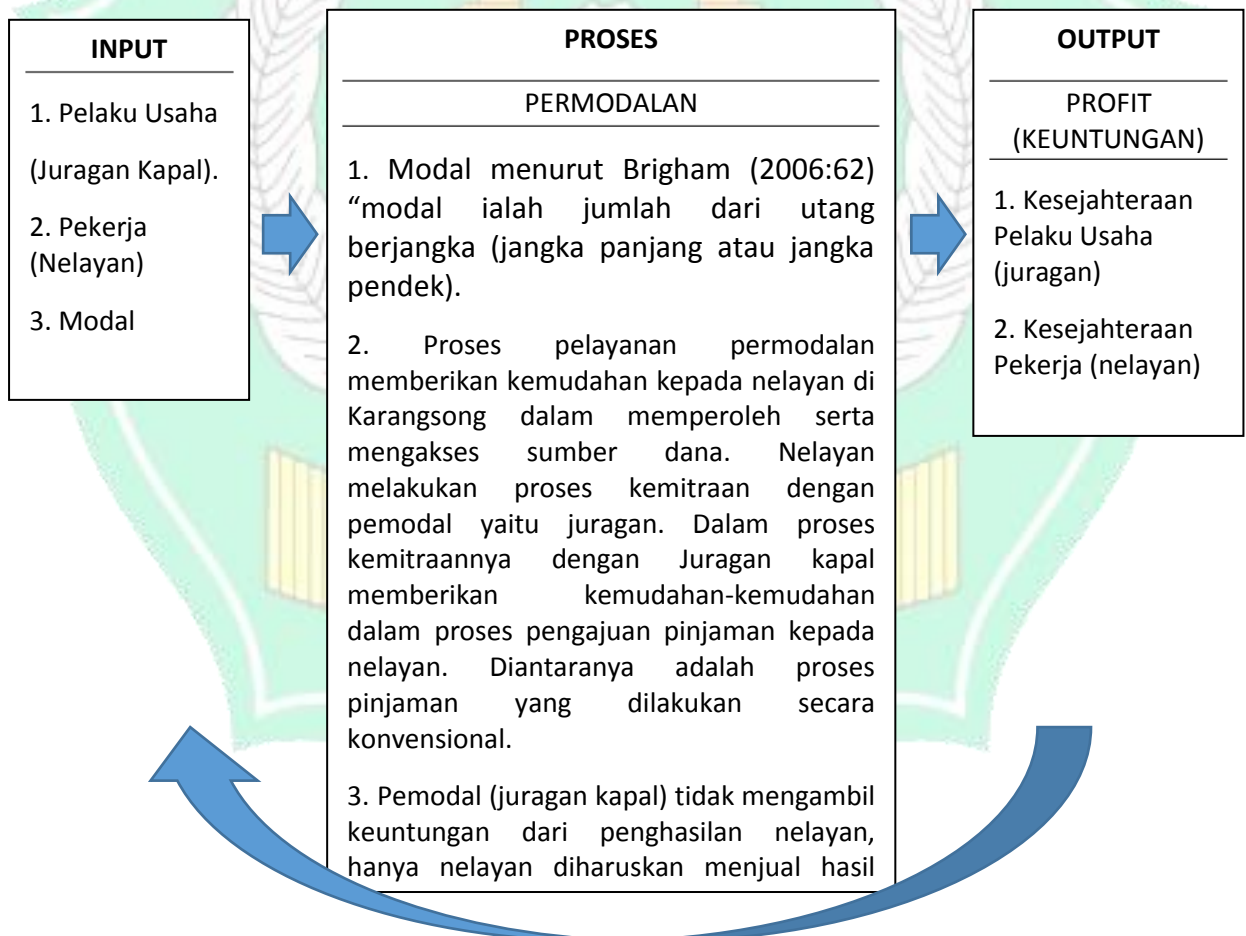 INPUT
1. Pelaku Usaha
(Juragan Kapal).
2. Pekerja
(Nelayan)
3. Modal
PROSES
PERMODALAN
1. Modal menurut Brigham (2006:62)
“modal ialah jumlah dari utang
berjangka (jangka panjang atau jangka
pendek).
2. Proses pelayanan permodalan
memberikan kemudahan kepada nelayan di
Karangsong dalam memperoleh serta
mengakses sumber dana. Nelayan
melakukan proses kemitraan dengan
pemodal yaitu juragan. Dalam proses
kemitraannya dengan Juragan kapal
memberikan kemudahan-kemudahan
dalam proses pengajuan pinjaman kepada
nelayan. Diantaranya adalah proses
pinjaman yang dilakukan secara
konvensional.
3. Pemodal (juragan kapal) tidak mengambil
keuntungan dari penghasilan nelayan,
hanya nelayan diharuskan menjual hasil
OUTPUT
PROFIT
(KEUNTUNGAN)
1. Kesejahteraan
Pelaku Usaha
(juragan)
2. Kesejahteraan
Pekerja (nelayan)